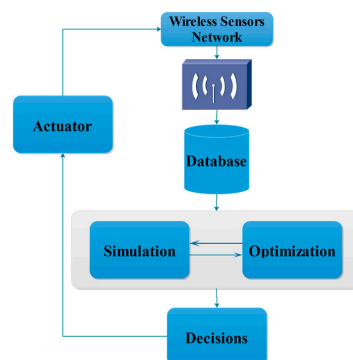 Wireless Sensors
Network
Actuator
Database
Simulation
Optimization
Decisions